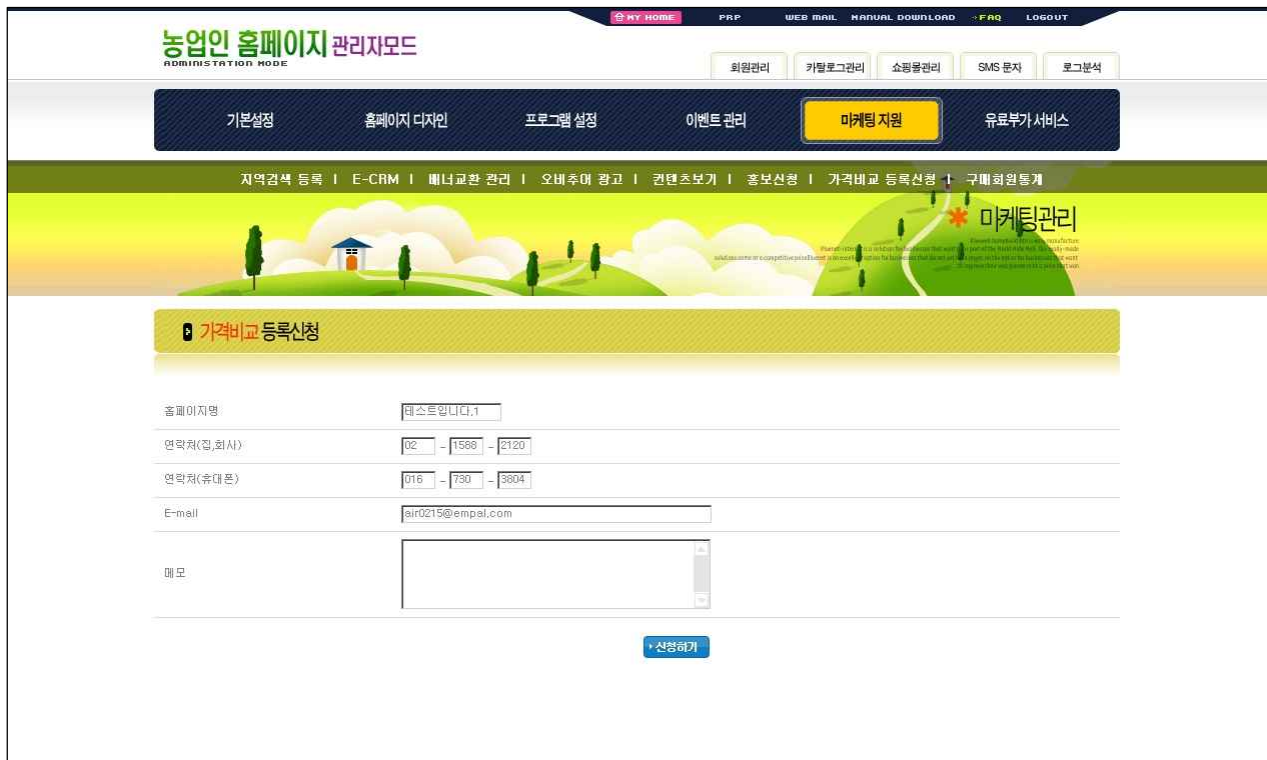 MY HOME PRP WEB MAIL MANUAL DOWNLOAD FAQ LOGOUT
농업인 홈페이지 관리자모드
ADMINISTATION MODE
회원관리 카탈로그관리 쇼핑몰관리 SMS 문자 로그분석
기본설정 홈페이지 디자인 프로그램 설정 이벤트 관리 마케팅 지원 유료부가 서비스
지역검색 등록 | E-CRM | 배너교환 관리 | 오버추어 광고 | 컨텐츠보기 | 홍보신청 | 가격비교 등록신청 | 구매회원통계
마케팅관리
가격비교 등록신청
홈페이지명 테스트입니다.1
연락처(집,회사) 02 - 1588 - 2120
연락처(휴대폰) 016 - 730 - 3804
E-mail air0215@empal.com
메모
신청하기